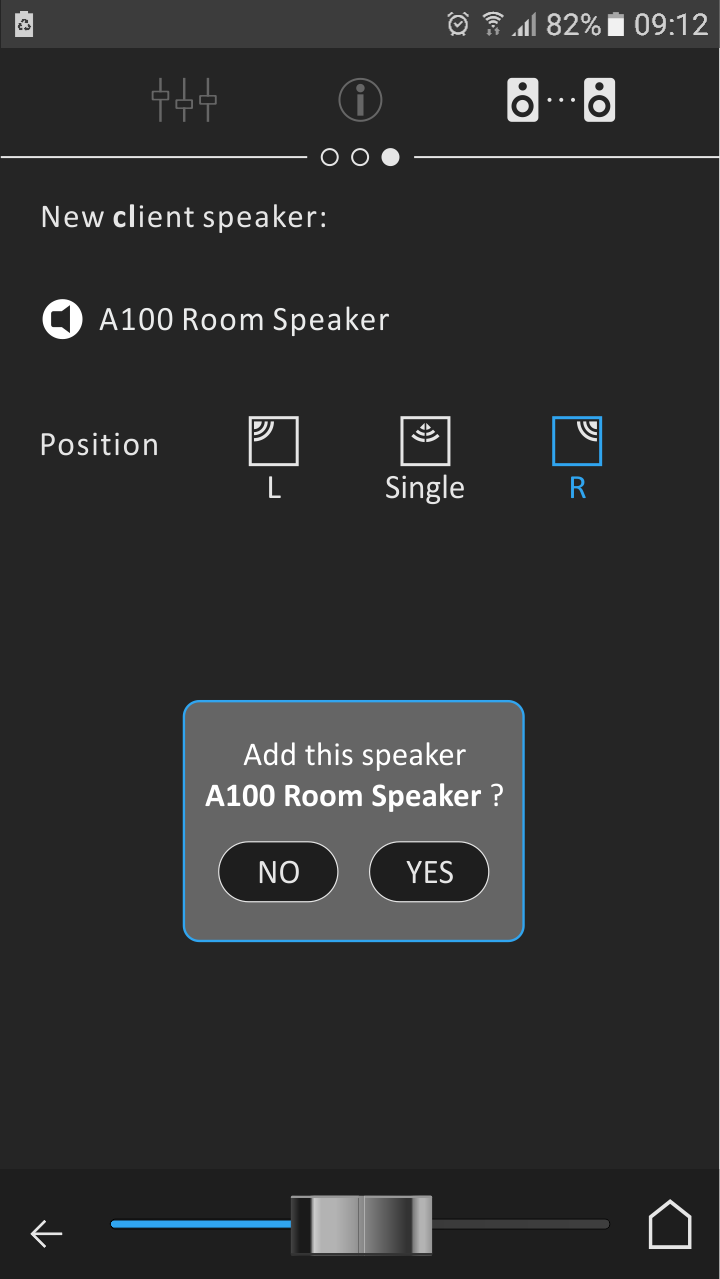 82% 09:12
New client speaker:
A100 Room Speaker
Position
L
Single
R
Add this speaker
A100 Room Speaker ?
NO
YES